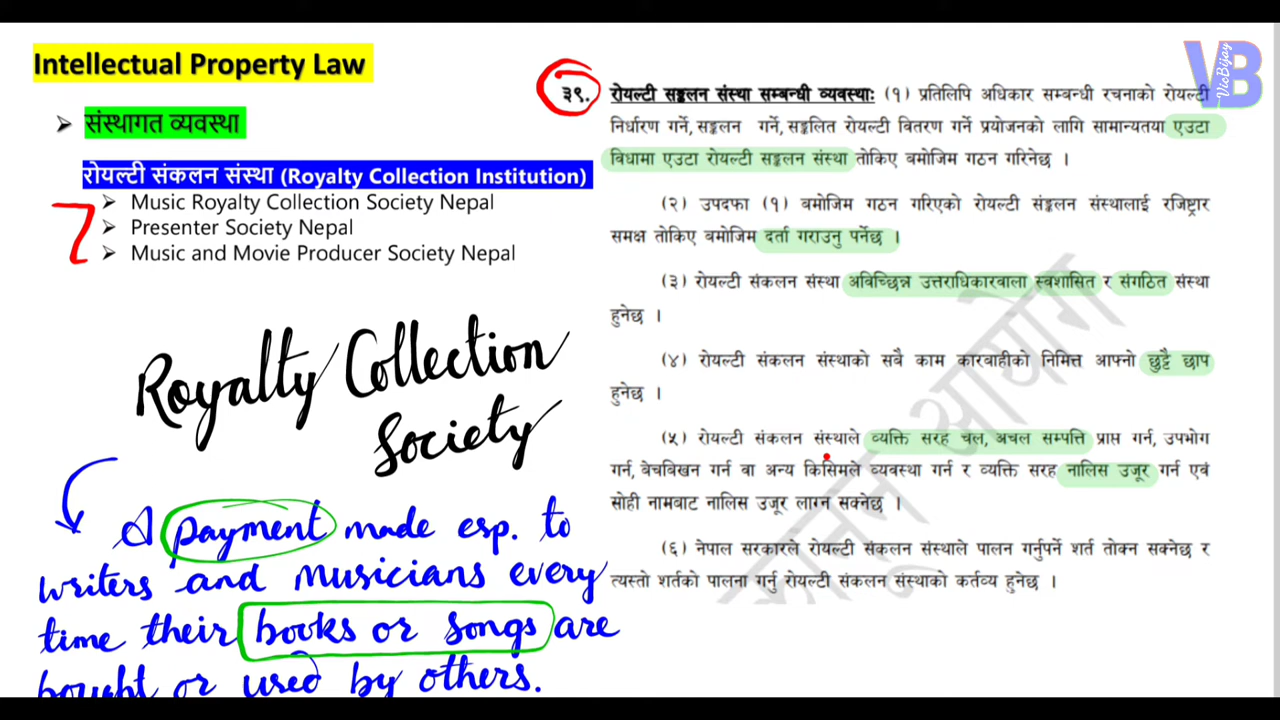 Intellectual Property Law
➤ संस्थागत व्यवस्था
रोयल्टी संकलन संस्था (Royalty Collection Institution)
➤ Music Royalty Collection Society Nepal
➤ Presenter Society Nepal
➤ Music and Movie Producer Society Nepal
Royalty Collection
Society
A payment made esp. to
writers and musicians every
time their books or songs are
bought or used by others.
VB
VicBijay
३९. रोयल्टी सङ्कलन संस्था सम्बन्धी व्यवस्थाः (१) प्रतिलिपि अधिकार सम्बन्धी रचनाको रोयल्टी
निर्धारण गर्ने, सङ्कलन गर्ने, सङ्कलित रोयल्टी वितरण गर्ने प्रयोजनको लागि सामान्यतया एउटा
विधामा एउटा रोयल्टी सङ्कलन संस्था तोकिए बमोजिम गठन गरिनेछ ।
(२) उपदफा (१) बमोजिम गठन गरिएको रोयल्टी सङ्कलन संस्थालाई रजिष्ट्रार
समक्ष तोकिए बमोजिम दर्ता गराउनु पर्नेछ ।
(३) रोयल्टी संकलन संस्था अविच्छिन्न उत्तराधिकारवाला स्वशासित र संगठित संस्था
हुनेछ ।
(४) रोयल्टी संकलन संस्थाको सबै काम कारवाहीको निमित्त आफ्नो छुट्टै छाप
हुनेछ ।
(५) रोयल्टी संकलन संस्थाले व्यक्ति सरह चल, अचल सम्पत्ति प्राप्त गर्न, उपभोग
गर्न, बेचबिखन गर्न वा अन्य किसिमले व्यवस्था गर्न र व्यक्ति सरह नालिस उजूर गर्न एवं
सोही नामबाट नालिस उजूर लाग्न सक्नेछ ।
(६) नेपाल सरकारले रोयल्टी संकलन संस्थाले पालन गर्नुपर्ने शर्त तोक्न सक्नेछ र
त्यस्तो शर्तको पालना गर्नु रोयल्टी संकलन संस्थाको कर्तव्य हुनेछ ।
कानून आयोग